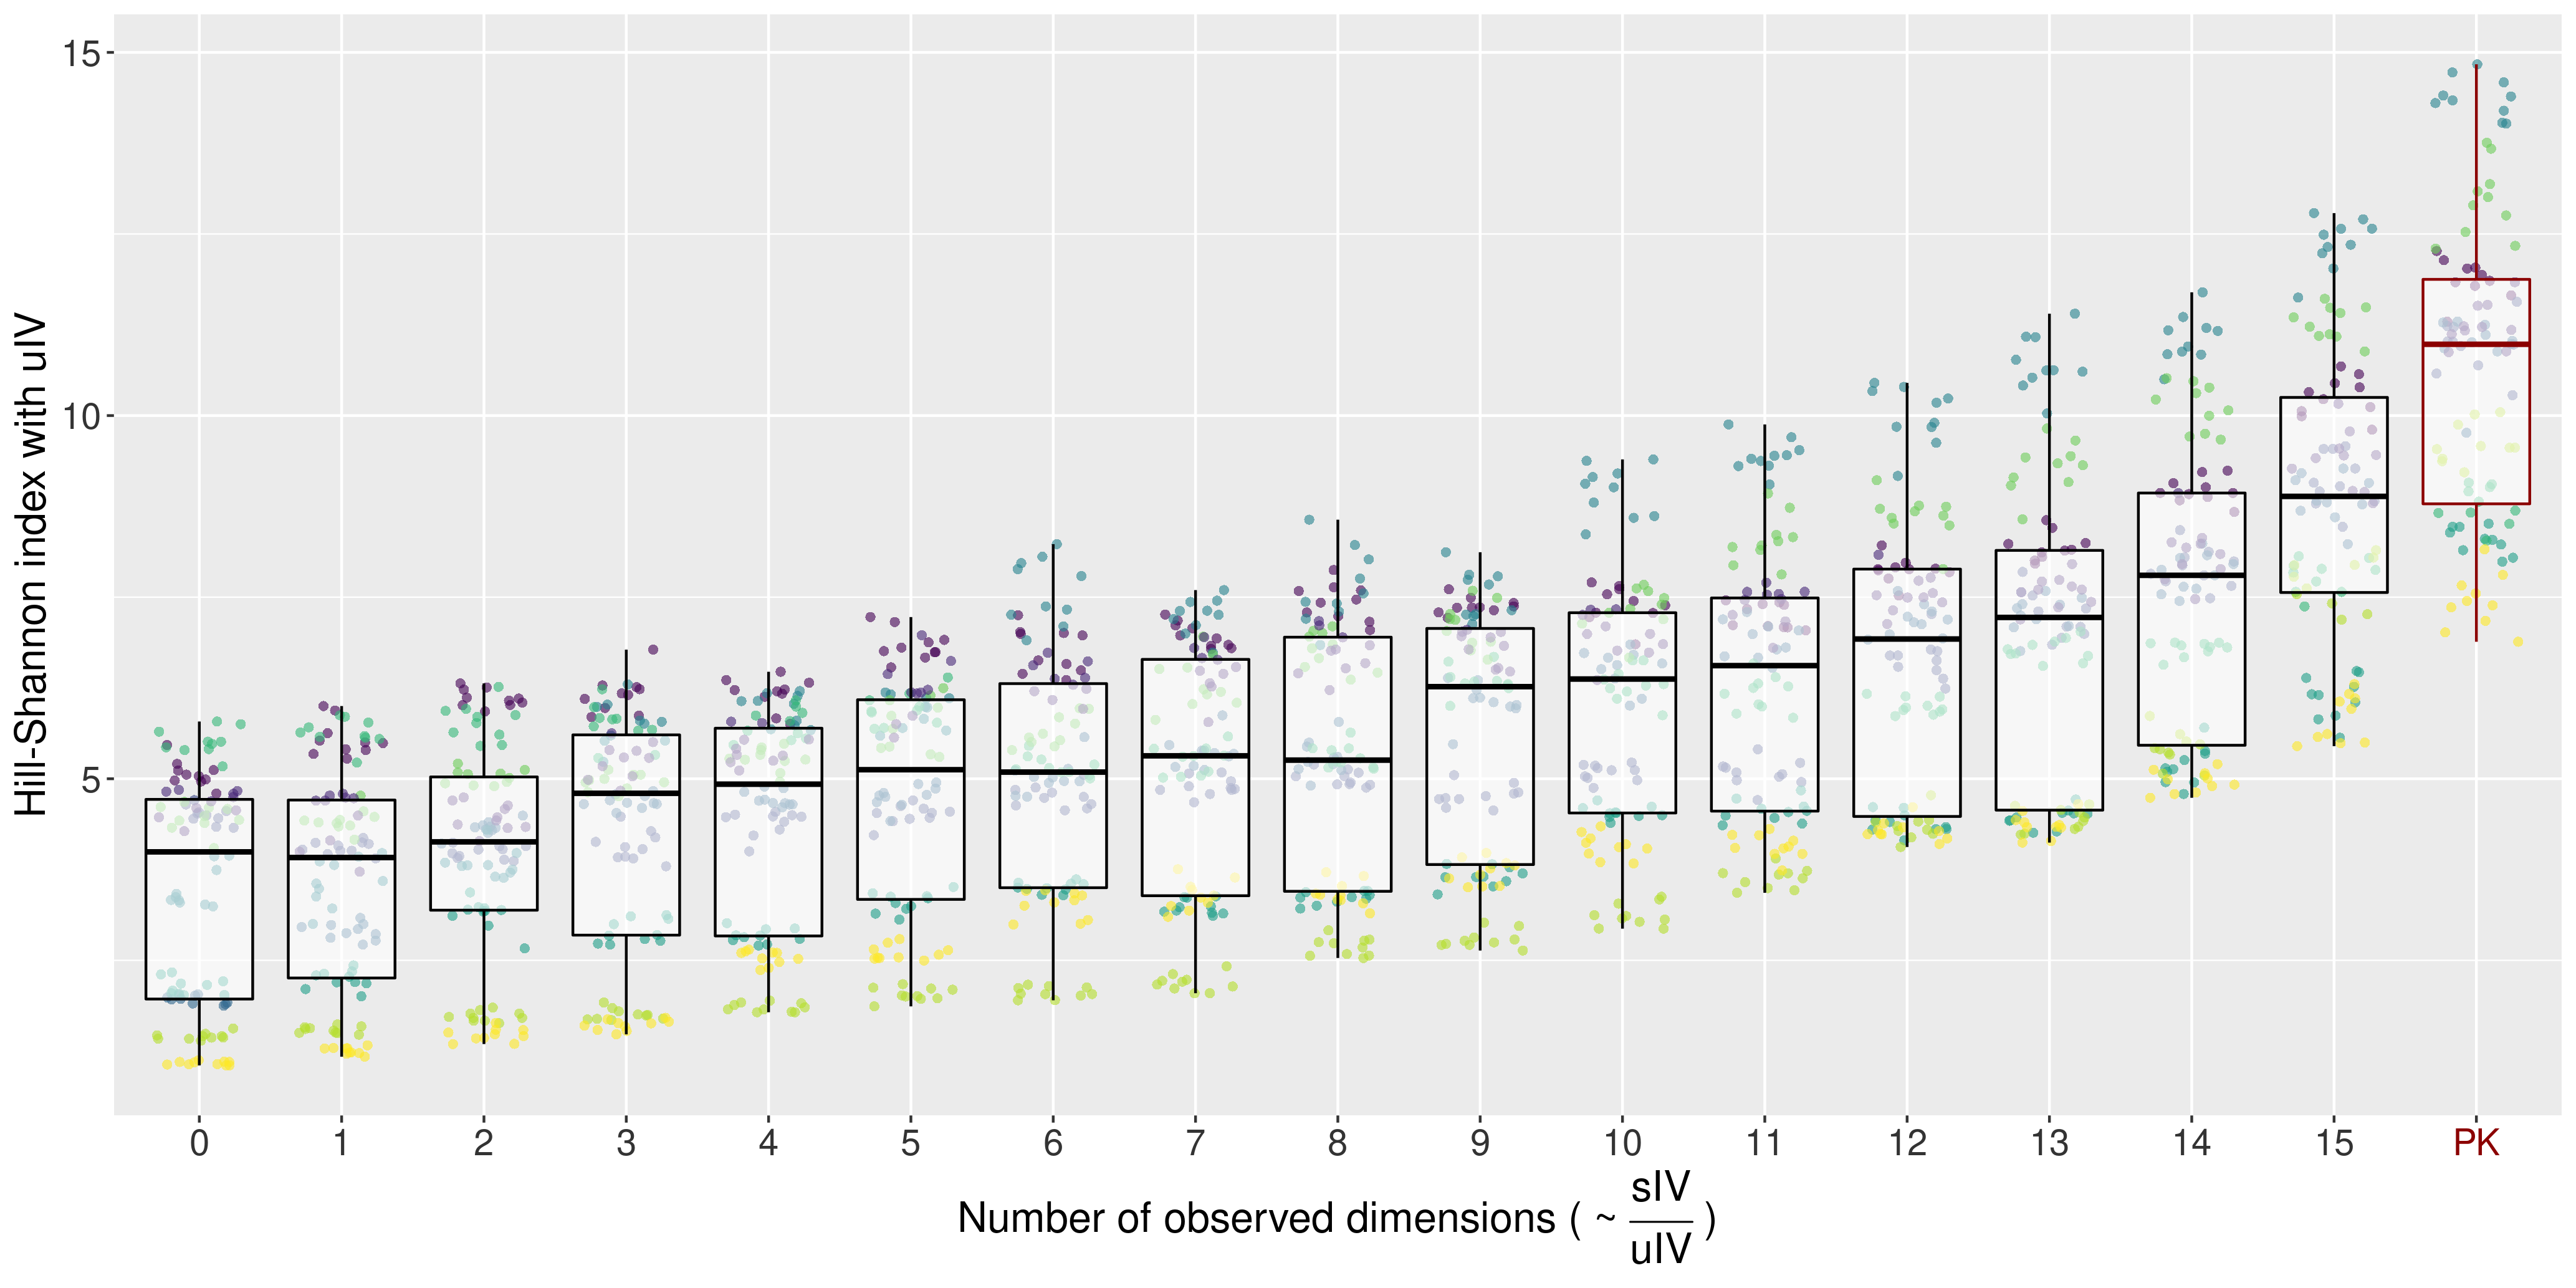 15
10
5
Hill-Shannon index with uIV
0 1 2 3 4 5 6 7 8 9 10 11 12 13 14 15 PK
Number of observed dimensions ( ~ sIV / uIV )